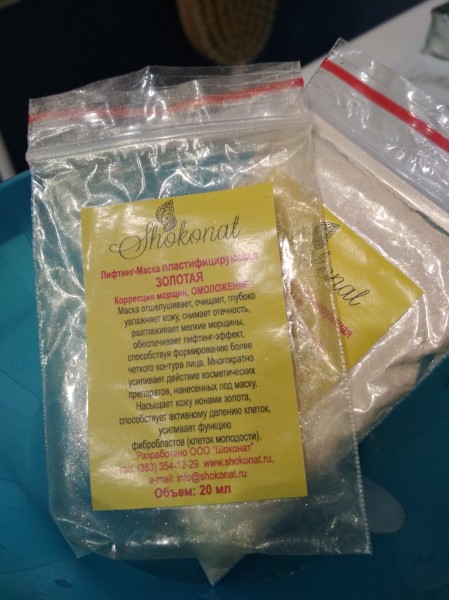 Shokonat
Лифтинг-Маска пластифицирующая
ЗОЛОТАЯ
Коррекция морщин, ОМОЛОЖЕНИЕ.
Маска отшелушивает, очищает, глубоко
увлажняет кожу, снимает отечность,
разглаживает мелкие морщины,
обеспечивает лифтинг-эффект,
способствуя формированию более
четкого контура лица. Многократно
усиливает действие косметических
препаратов, нанесенных под маску.
Насыщает кожу ионами золота,
способствует активному делению клеток,
усиливает функцию
фибробластов (клеток молодости).
Разработано ООО "Шоконат"
тел. (383) 354-12-29 www.shokonat.ru,
e-mail: info@shokonat.ru
Объем: 20 мл
konat